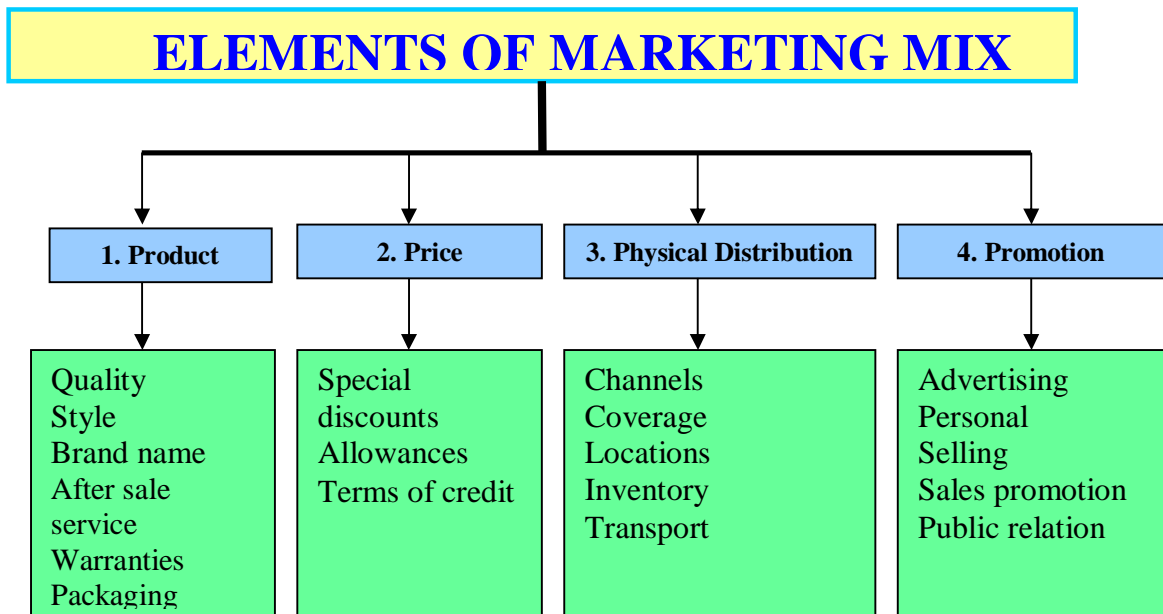 ELEMENTS OF MARKETING MIX
1. Product
2. Price
3. Physical Distribution
4. Promotion
Quality
Style
Brand name
After sale
service
Warranties
Packaging
Special
discounts
Allowances
Terms of credit
Channels
Coverage
Locations
Inventory
Transport
Advertising
Personal
Selling
Sales promotion
Public relation